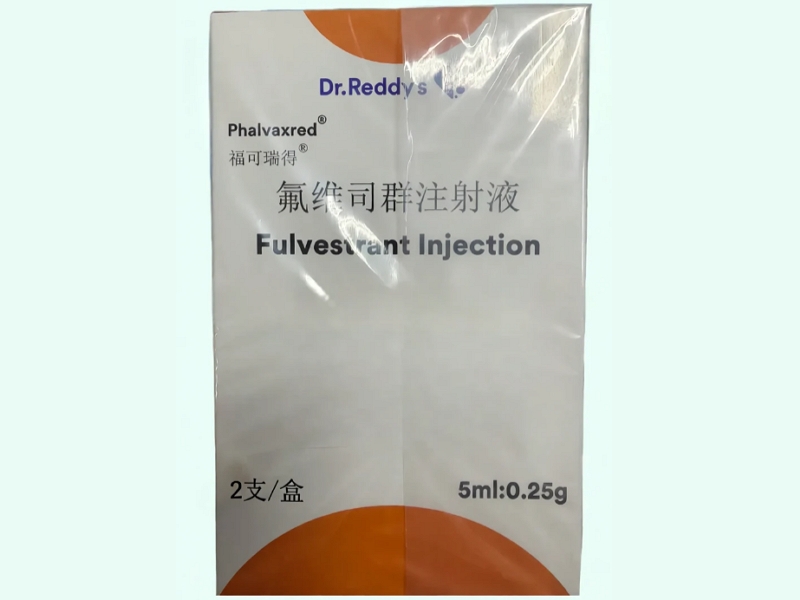 Dr.Reddy's
Phalvaxred®
福可瑞得®
氟维司群注射液
Fulvestrant Injection
2支/盒
5ml:0.25g